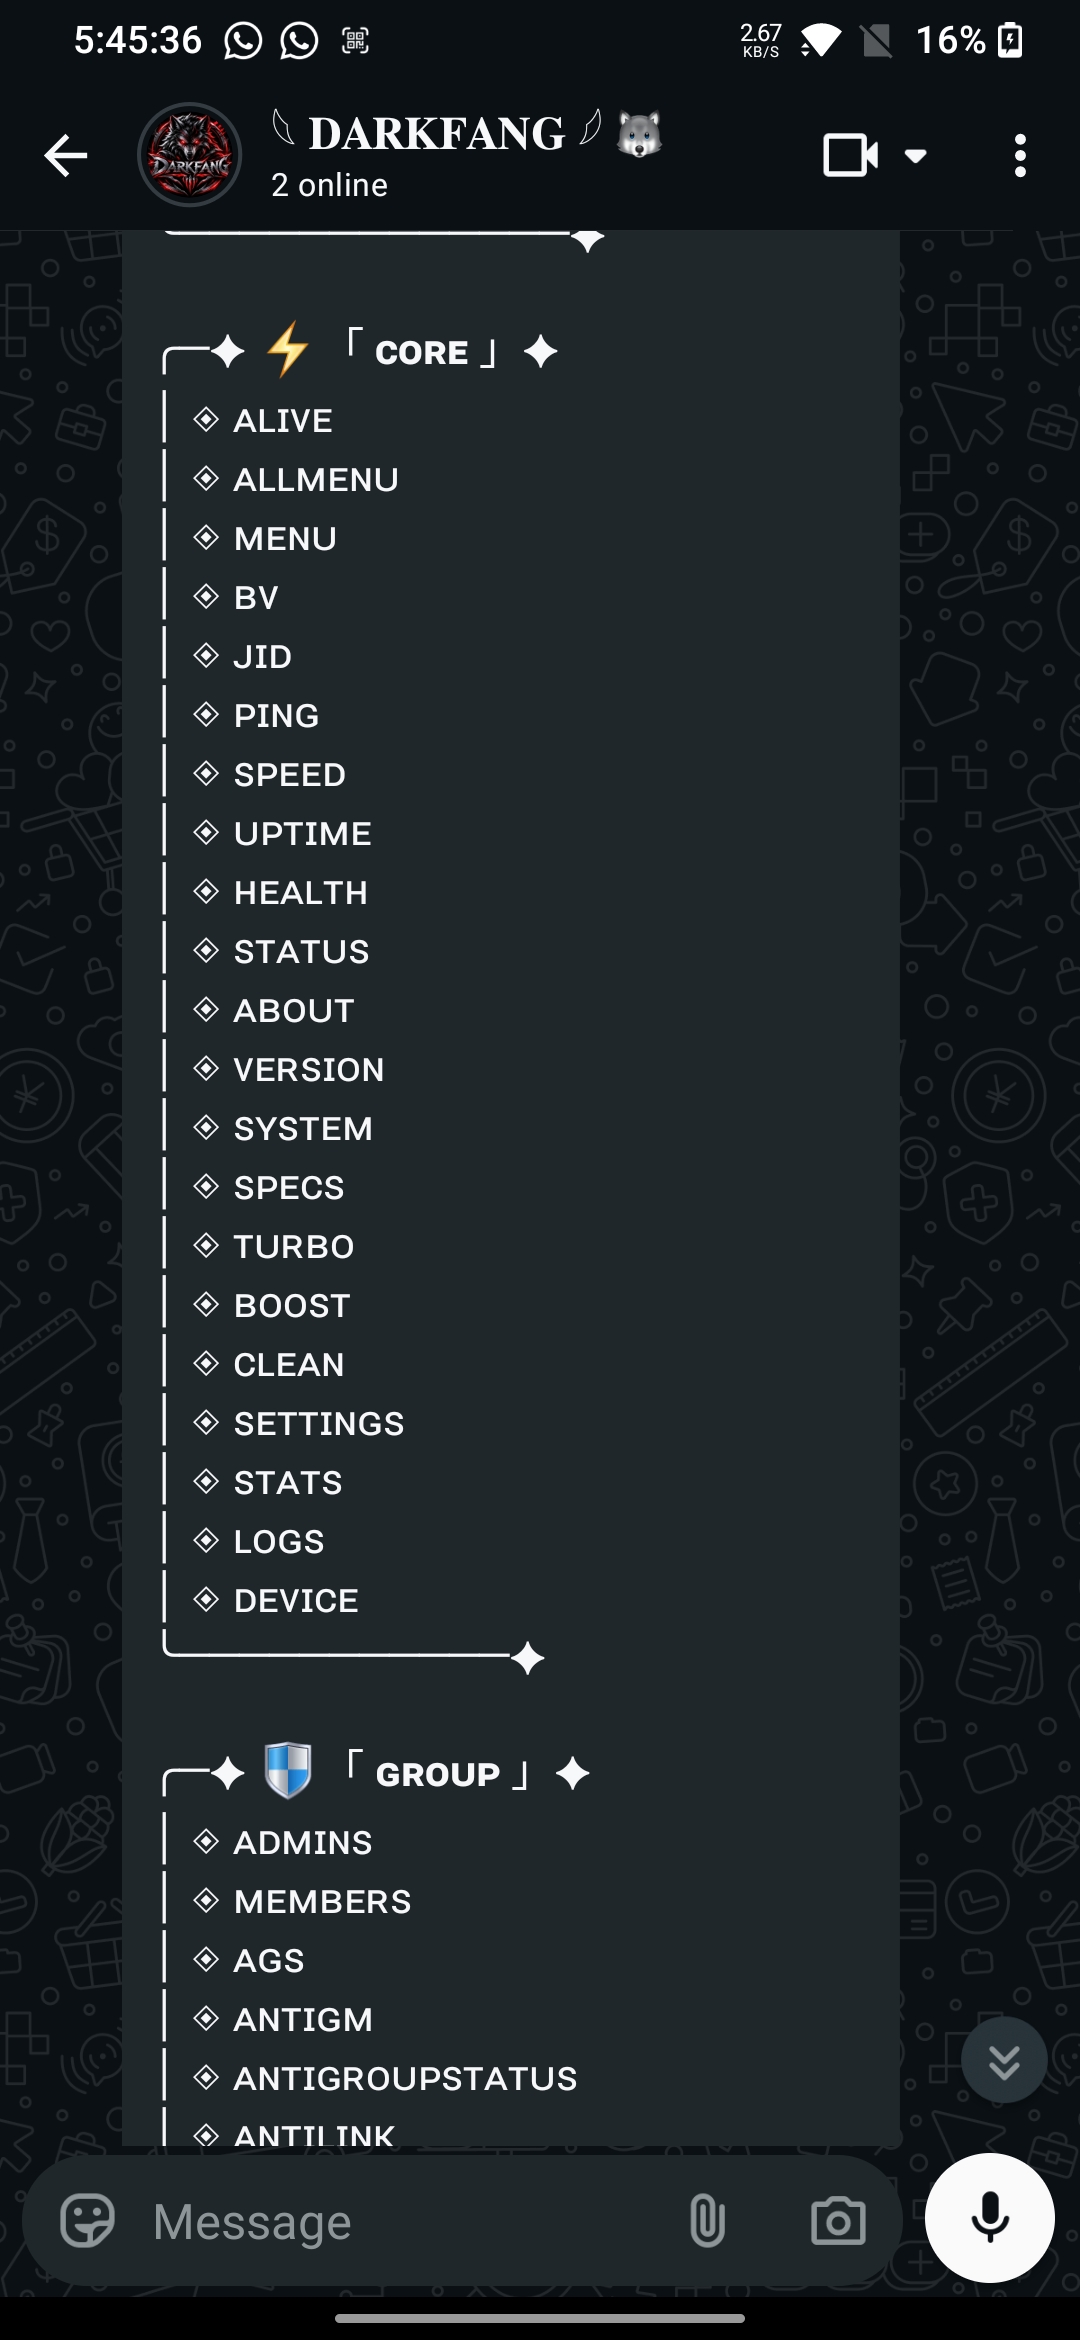 5:45:36
2.67
KB/S
16%
DARKFANG
DARKFANG 🐺
2 online
⚡ 「 CORE 」
ALIVE
ALLMENU
MENU
BV
JID
PING
SPEED
UPTIME
HEALTH
STATUS
ABOUT
VERSION
SYSTEM
SPECS
TURBO
BOOST
CLEAN
SETTINGS
STATS
LOGS
DEVICE
🛡️ 「 GROUP 」
ADMINS
MEMBERS
AGS
ANTIGM
ANTIGROUPSTATUS
ANTILINK
Message